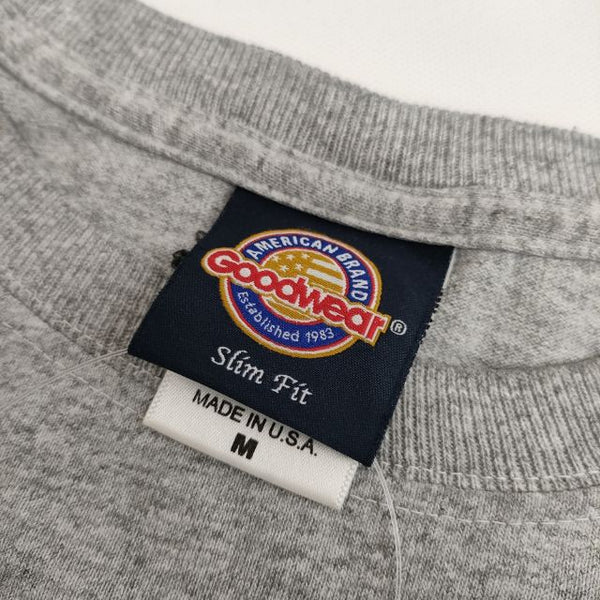 AMERICAN BRAND
Goodwear®
Established 1983
Slim Fit
MADE IN U.S.A.
M